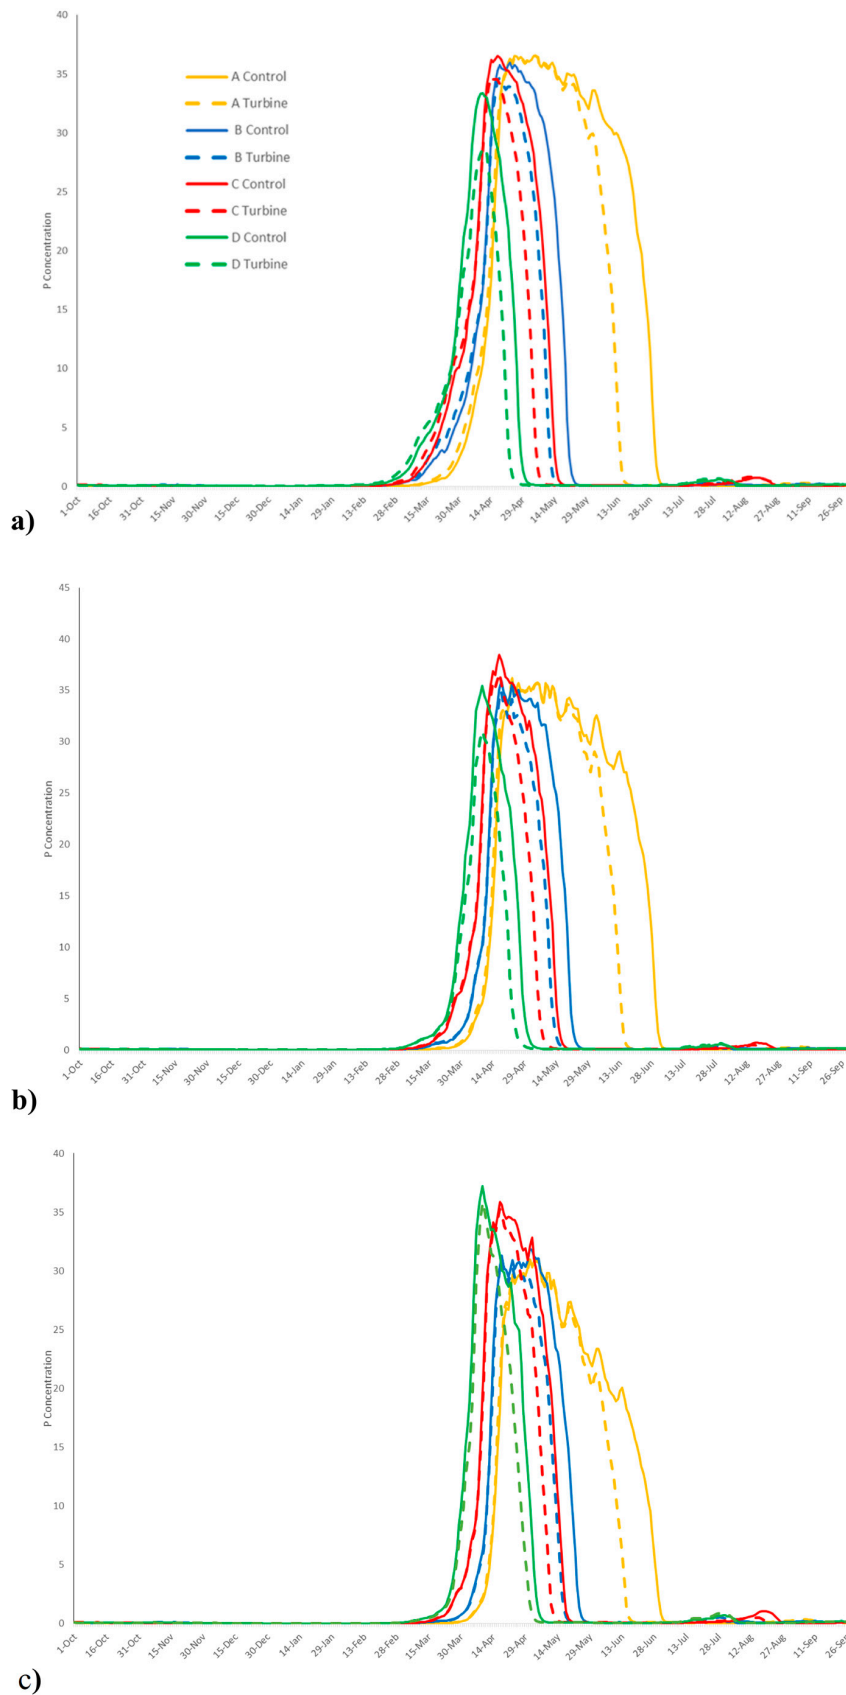 40
35
30
25
20
15
10
5
0
P Concentration
A Control
A Turbine
B Control
B Turbine
C Control
C Turbine
D Control
D Turbine
1-Oct 16-Oct 31-Oct 15-Nov 30-Nov 15-Dec 30-Dec 14-Jan 29-Jan 13-Feb 28-Feb 15-Mar 30-Mar 14-Apr 29-Apr 14-May 29-May 13-Jun 28-Jun 13-Jul 28-Jul 12-Aug 27-Aug 11-Sep 26-Sep
a)
45
40
35
30
25
20
15
10
5
0
P Concentration
1-Oct 16-Oct 31-Oct 15-Nov 30-Nov 15-Dec 30-Dec 14-Jan 29-Jan 13-Feb 28-Feb 15-Mar 30-Mar 14-Apr 29-Apr 14-May 29-May 13-Jun 28-Jun 13-Jul 28-Jul 12-Aug 27-Aug 11-Sep 26-Sep
b)
40
35
30
25
20
15
10
5
0
P Concentration
1-Oct 16-Oct 31-Oct 15-Nov 30-Nov 15-Dec 30-Dec 14-Jan 29-Jan 13-Feb 28-Feb 15-Mar 30-Mar 14-Apr 29-Apr 14-May 29-May 13-Jun 28-Jun 13-Jul 28-Jul 12-Aug 27-Aug 11-Sep 26-Sep
c)